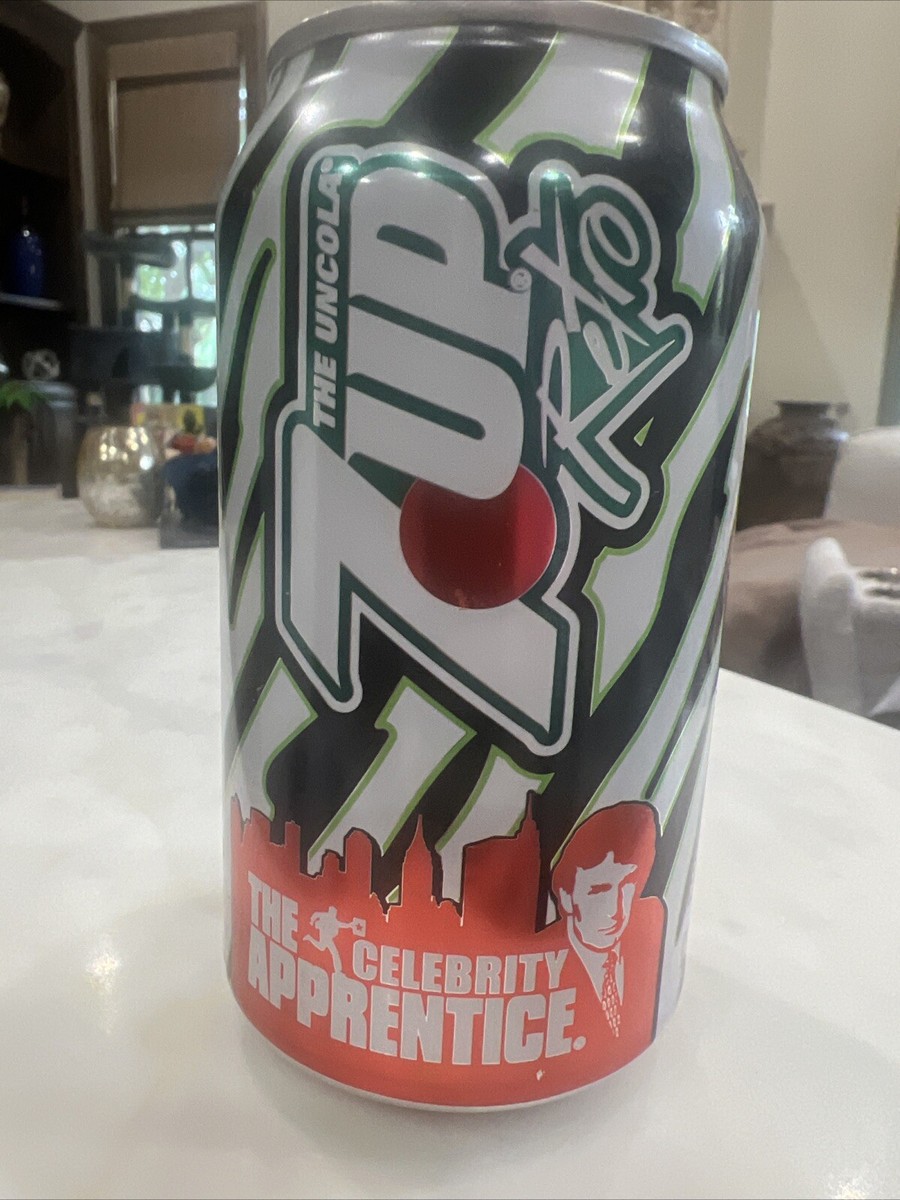 THE UNCOLA®
7UP®
Retro
THE CELEBRITY
APPRENTICE®